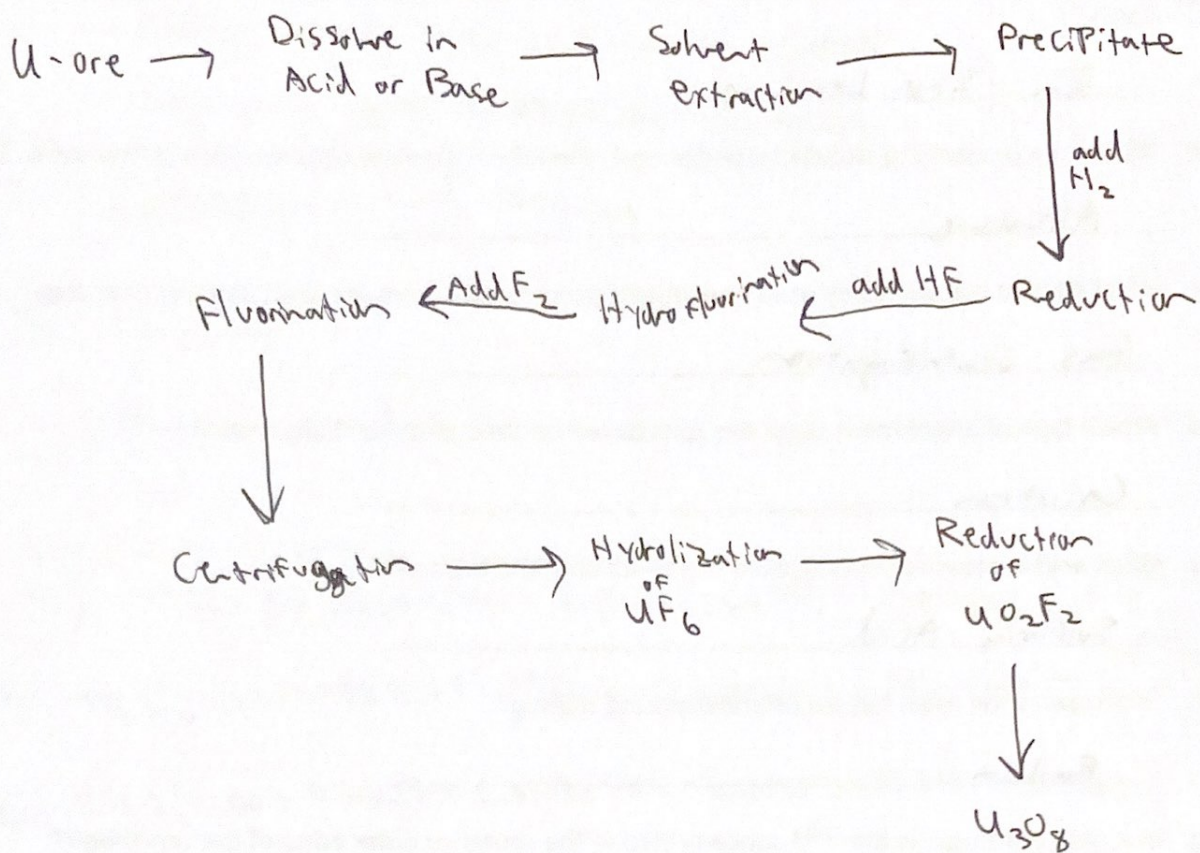 U-ore
Dissolve in
Acid or Base
Solvent
extraction
Precipitate
add
H₂
Reduction
add HF
Hydrofluorination
Add F₂
Fluorination
Centrifugation
Hydrolization
of
UF₆
Reduction
of
UO₂F₂
U₃O₈